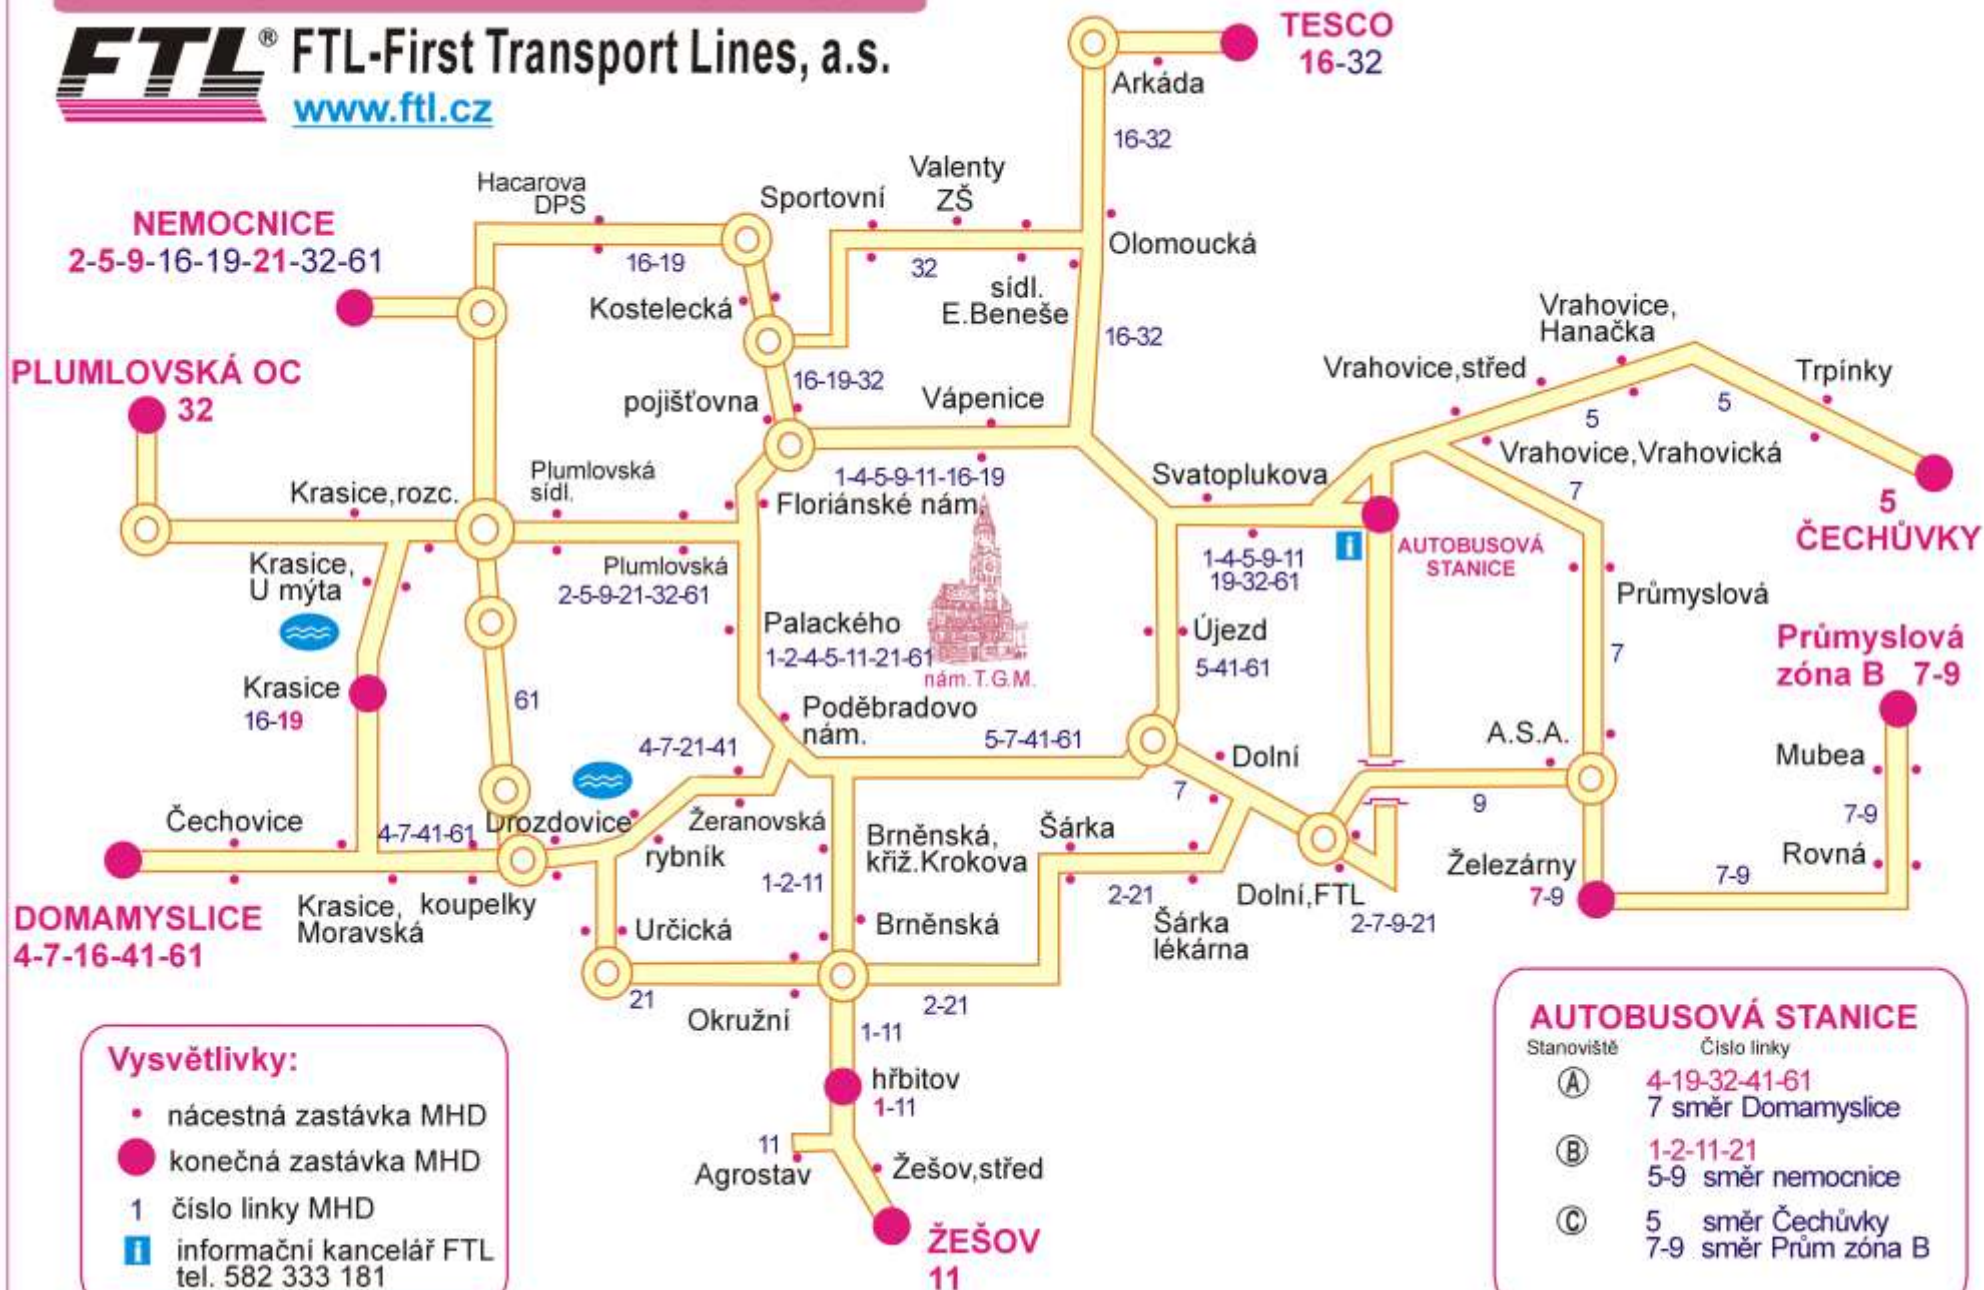 FTL® FTL-First Transport Lines, a.s.
www.ftl.cz
TESCO
16-32
Arkáda
16-32
Hacarova
DPS
Sportovní
Valenty
ZŠ
NEMOCNICE
2-5-9-16-19-21-32-61
16-19
32
Olomoucká
Kostelecká
sídl.
E.Beneše
16-32
Vrahovice,
Hanačka
PLUMLOVSKÁ OC
32
16-19-32
Vrahovice,střed
Trpínky
pojišťovna
Vápenice
5
5
Krasice,rozc.
Plumlovská
sídl.
1-4-5-9-11-16-19
Svatoplukova
Vrahovice,Vrahovická
Floriánské nám.
7
5
ČECHŮVKY
Krasice,
U mýta
Plumlovská
2-5-9-21-32-61
1-4-5-9-11
19-32-61
i
AUTOBUSOVÁ
STANICE
Průmyslová
Palackého
1-2-4-5-11-21-61
nám.T.G.M.
Újezd
5-41-61
7
Průmyslová
zóna B 7-9
Krasice
16-19
61
Poděbradovo
nám.
4-7-21-41
5-7-41-61
Dolní
A.S.A.
Mubea
7
9
7-9
Čechovice
4-7-41-61
Drozdovice
Žeranovská
rybník
Brněnská,
křiž.Krokova
Šárka
Železárny
7-9
Rovná
7-9
DOMAMYSLICE
4-7-16-41-61
Krasice,
Moravská
koupelky
1-2-11
2-21
Šárka
lékárna
Dolní,FTL
2-7-9-21
Určická
Brněnská
21
Okružní
2-21
1-11
hřbitov
1-11
11
Agrostav
Žešov,střed
ŽEŠOV
11
Vysvětlivky:
nácestná zastávka MHD
konečná zastávka MHD
1 číslo linky MHD
i informační kancelář FTL
tel. 582 333 181
AUTOBUSOVÁ STANICE
Stanoviště Číslo linky
A 4-19-32-41-61
7 směr Domamyslice
B 1-2-11-21
5-9 směr nemocnice
C 5 směr Čechůvky
7-9 směr Prům zóna B